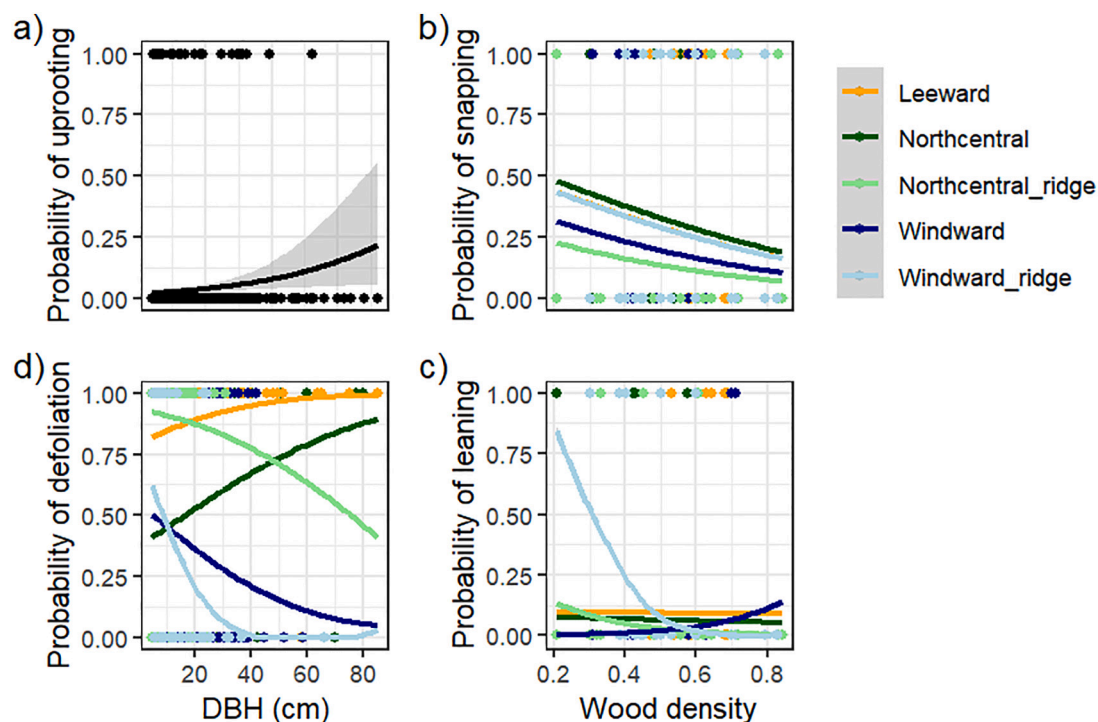 a)
Probability of uprooting
1.00
0.75
0.50
0.25
0.00
b)
Probability of snapping
1.00
0.75
0.50
0.25
0.00
Leeward
Northcentral
Northcentral_ridge
Windward
Windward_ridge
d)
Probability of defoliation
1.00
0.75
0.50
0.25
0.00
20 40 60 80
DBH (cm)
c)
Probability of leaning
1.00
0.75
0.50
0.25
0.00
0.2 0.4 0.6 0.8
Wood density